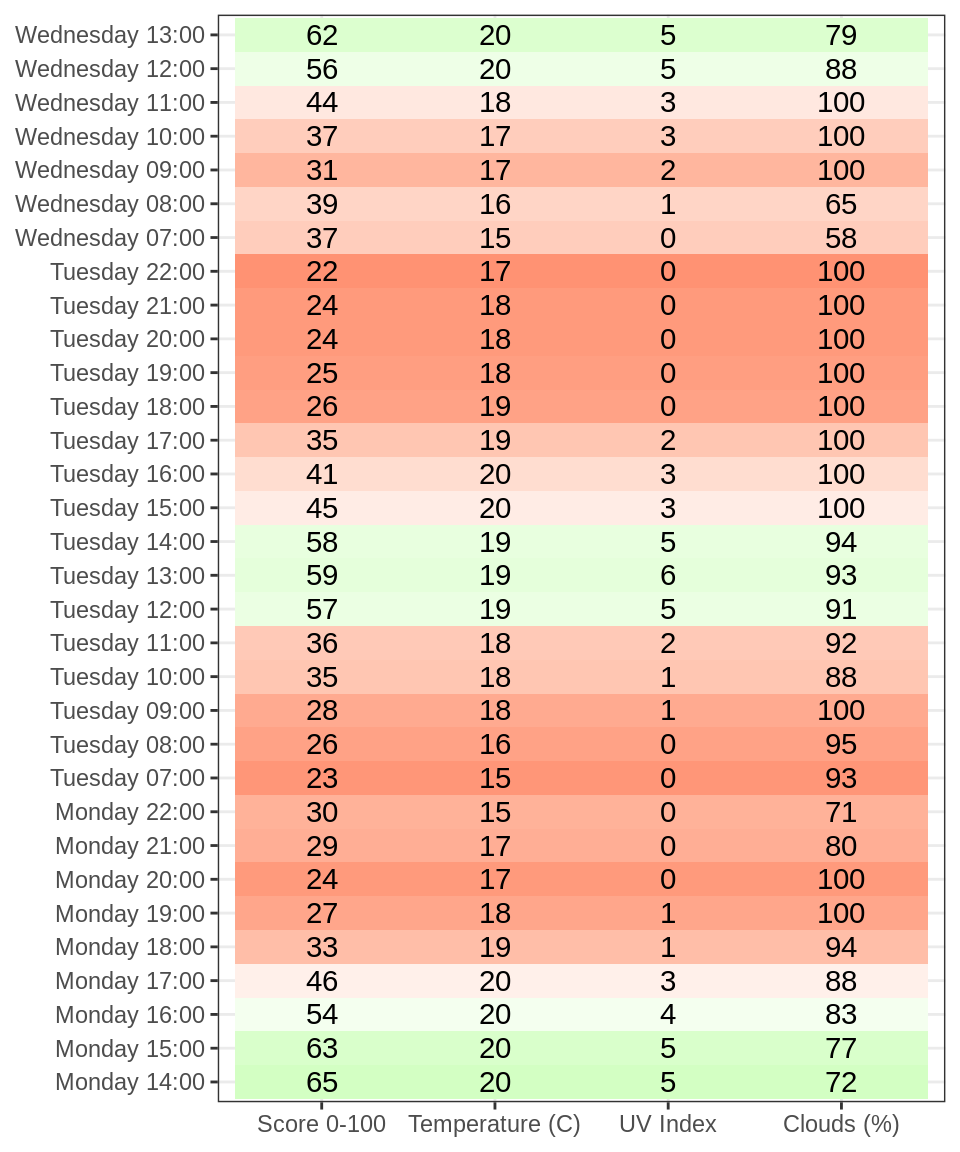 Wednesday 13:00 62 20 5 79
Wednesday 12:00 56 20 5 88
Wednesday 11:00 44 18 3 100
Wednesday 10:00 37 17 3 100
Wednesday 09:00 31 17 2 100
Wednesday 08:00 39 16 1 65
Wednesday 07:00 37 15 0 58
Tuesday 22:00 22 17 0 100
Tuesday 21:00 24 18 0 100
Tuesday 20:00 24 18 0 100
Tuesday 19:00 25 18 0 100
Tuesday 18:00 26 19 0 100
Tuesday 17:00 35 19 2 100
Tuesday 16:00 41 20 3 100
Tuesday 15:00 45 20 3 100
Tuesday 14:00 58 19 5 94
Tuesday 13:00 59 19 6 93
Tuesday 12:00 57 19 5 91
Tuesday 11:00 36 18 2 92
Tuesday 10:00 35 18 1 88
Tuesday 09:00 28 18 1 100
Tuesday 08:00 26 16 0 95
Tuesday 07:00 23 15 0 93
Monday 22:00 30 15 0 71
Monday 21:00 29 17 0 80
Monday 20:00 24 17 0 100
Monday 19:00 27 18 1 100
Monday 18:00 33 19 1 94
Monday 17:00 46 20 3 88
Monday 16:00 54 20 4 83
Monday 15:00 63 20 5 77
Monday 14:00 65 20 5 72
Score 0-100 Temperature (C) UV Index Clouds (%)